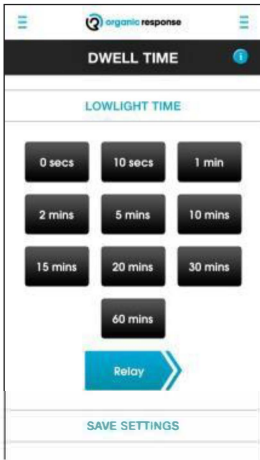 organic response
DWELL TIME
i
LOWLIGHT TIME
0 secs 10 secs 1 min
2 mins 5 mins 10 mins
15 mins 20 mins 30 mins
60 mins
Relay
SAVE SETTINGS